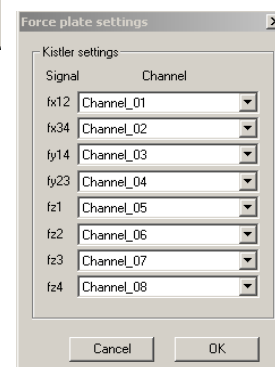 Force plate settings
Kistler settings
Signal Channel
fx12 Channel_01
fx34 Channel_02
fy14 Channel_03
fy23 Channel_04
fz1 Channel_05
fz2 Channel_06
fz3 Channel_07
fz4 Channel_08
Cancel OK